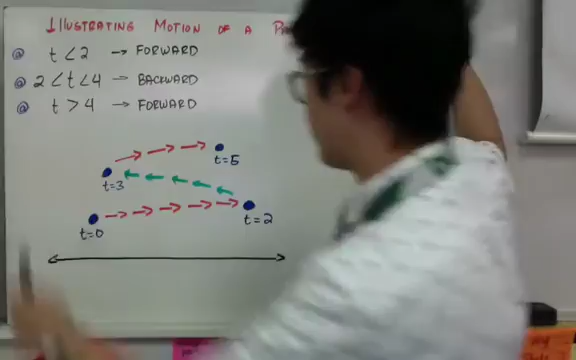 ILLUSTRATING MOTION OF A
@ t < 2 → FORWARD
@ 2 < t < 4 → BACKWARD
@ t > 4 → FORWARD
t=5
t=3
t=0
t=2